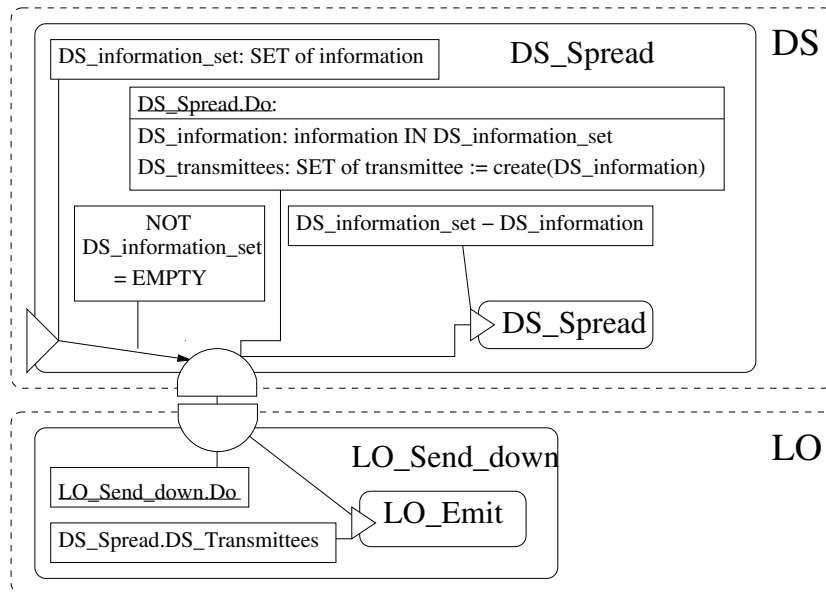 DS
DS_Spread
DS_information_set: SET of information
DS_Spread.Do:
DS_information: information IN DS_information_set
DS_transmittees: SET of transmittee := create(DS_information)
NOT
DS_information_set
= EMPTY
DS_information_set − DS_information
DS_Spread
LO
LO_Send_down
LO_Send_down.Do
LO_Emit
DS_Spread.DS_Transmittees